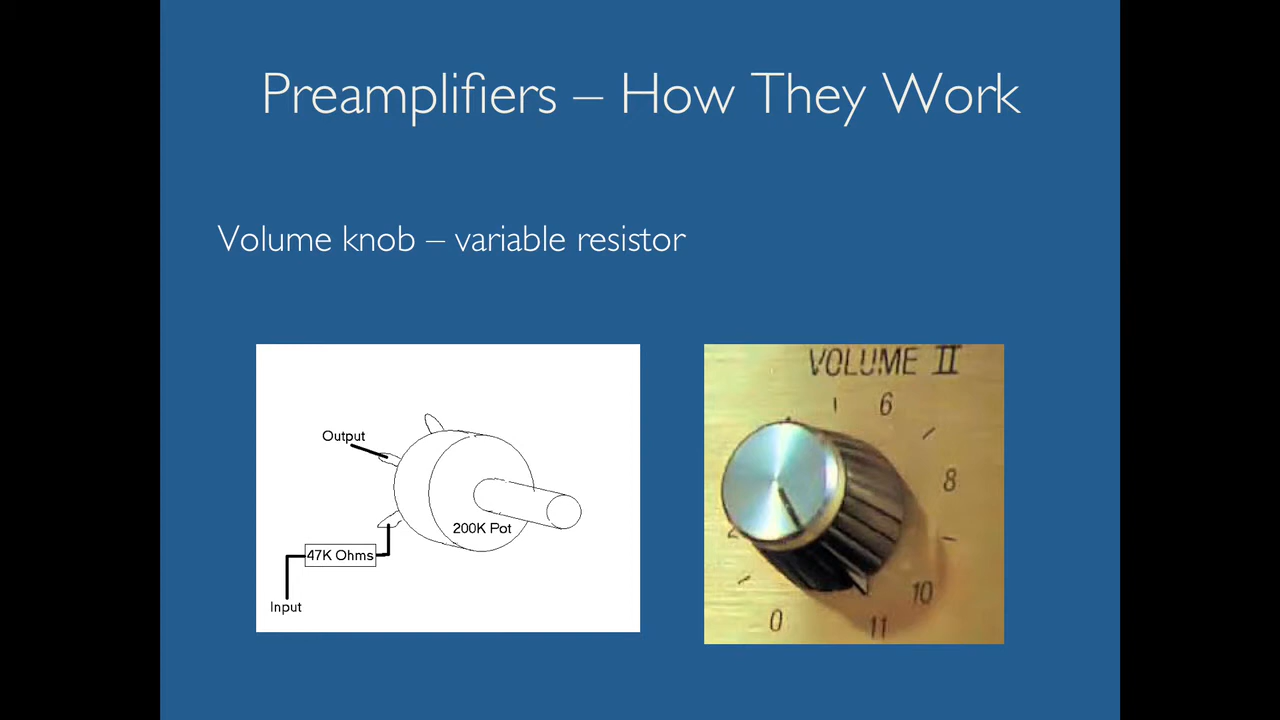 Preamplifiers – How They Work
Volume knob – variable resistor
Output
200K Pot
47K Ohms
Input
VOLUME II
6
8
2
10
0
11